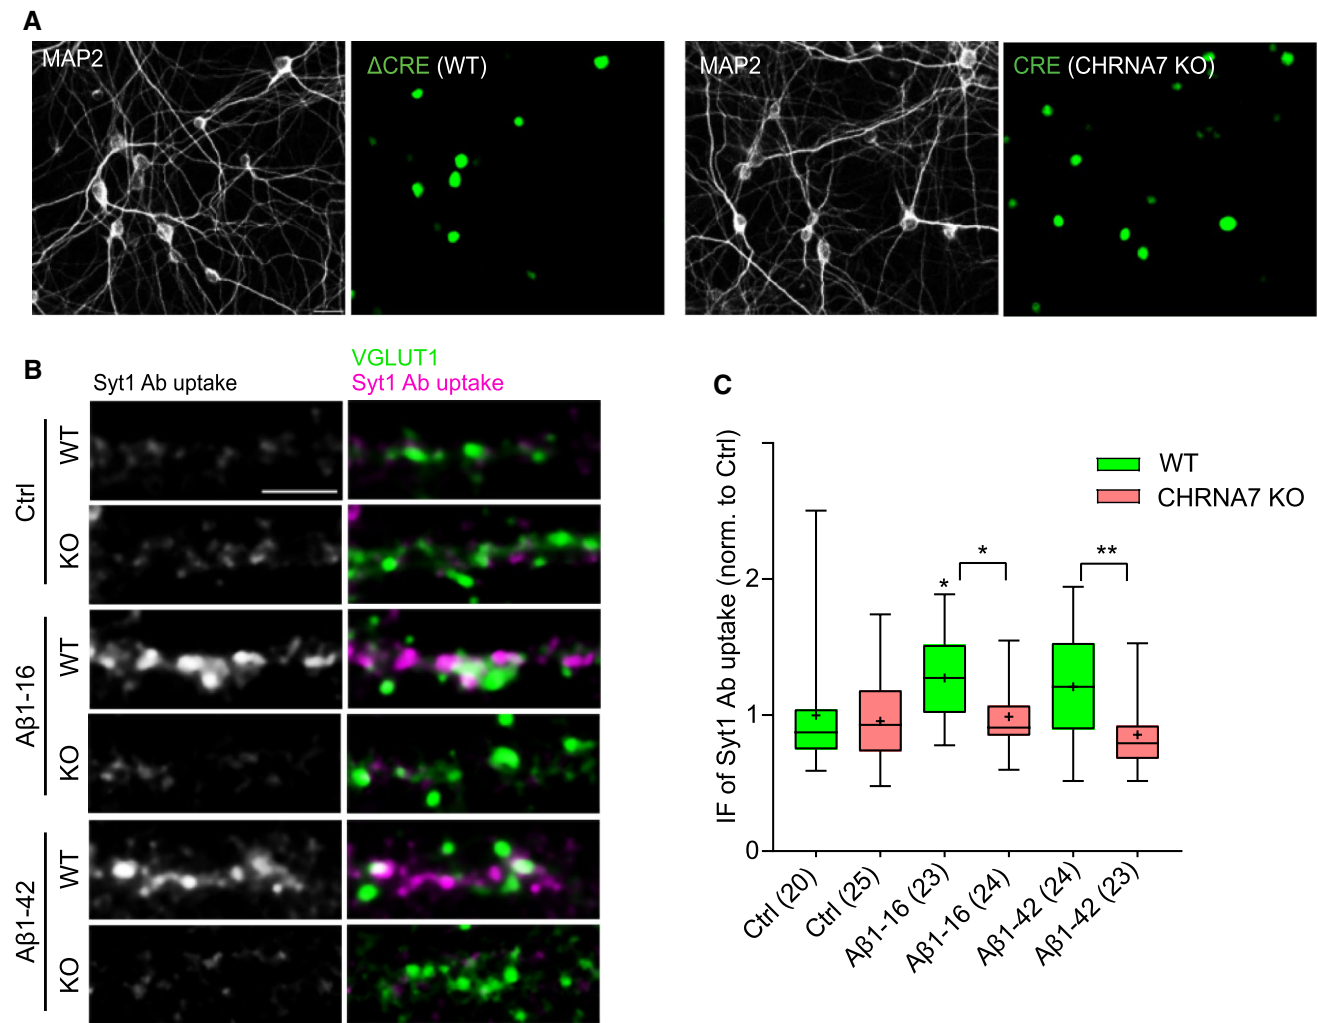 A
MAP2
ΔCRE (WT)
MAP2
CRE (CHRNA7 KO)
B
VGLUT1
Syt1 Ab uptake
Syt1 Ab uptake
Ctrl
WT
KO
Aβ1-16
WT
KO
Aβ1-42
WT
KO
C
IF of Syt1 Ab uptake (norm. to Ctrl)
WT
CHRNA7 KO
2
1
0
*
*
**
Ctrl (20)
Ctrl (25)
Aβ1-16 (23)
Aβ1-16 (24)
Aβ1-42 (24)
Aβ1-42 (23)